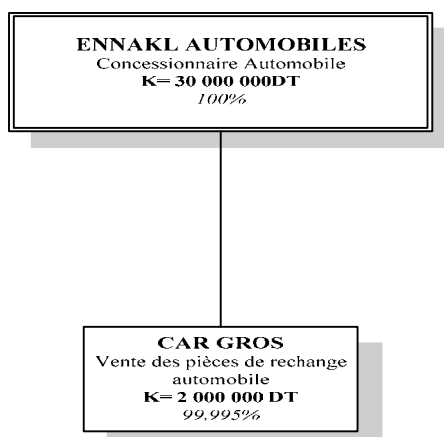 ENNAKL AUTOMOBILES
Concessionnaire Automobile
K= 30 000 000DT
100%
CAR GROS
Vente des pièces de rechange
automobile
K= 2 000 000 DT
99,995%